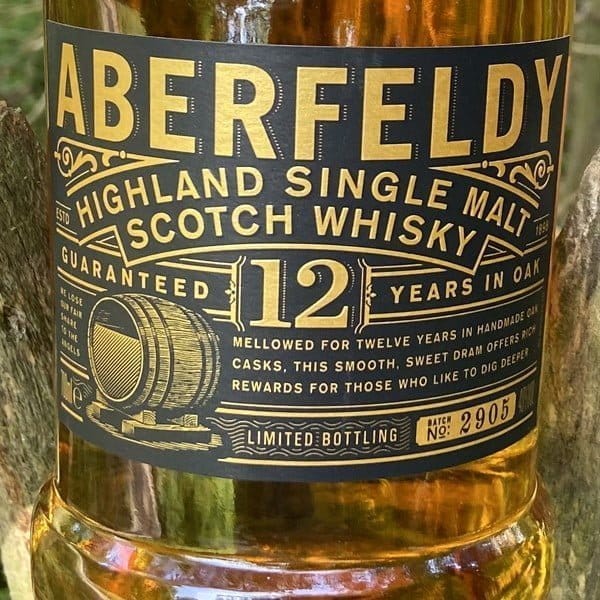 ABERFELDY
HIGHLAND SINGLE MALT
SCOTCH WHISKY
ESTD
GUARANTEED 12 YEARS IN OAK
WE LOSE
OUR FAIR
SHARE
TO THE
ANGELS
MELLOWED FOR TWELVE YEARS IN HANDMADE OAK
CASKS, THIS SMOOTH, SWEET DRAM OFFERS RICH
REWARDS FOR THOSE WHO LIKE TO DIG DEEPER
LIMITED BOTTLING
BATCH
No: 2905